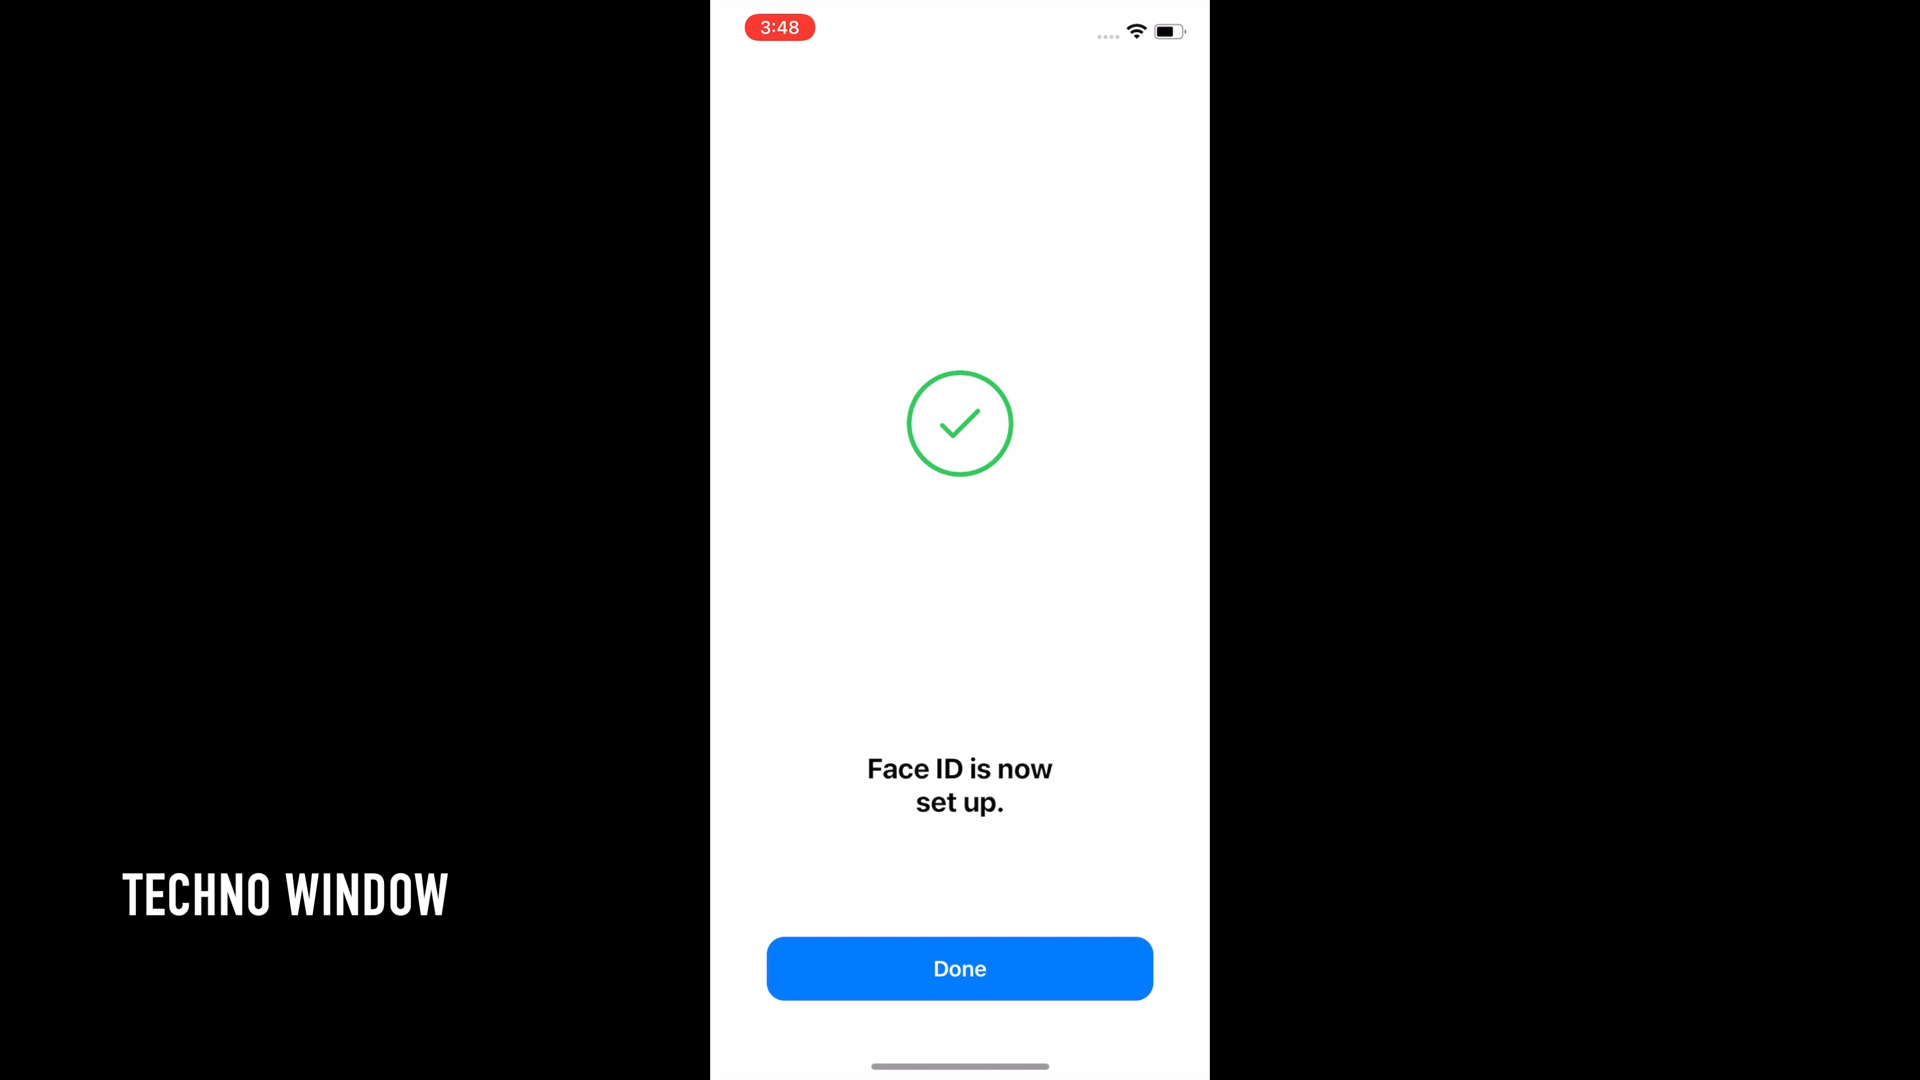 3:48
Face ID is now
set up.
TECHNO WINDOW
Done